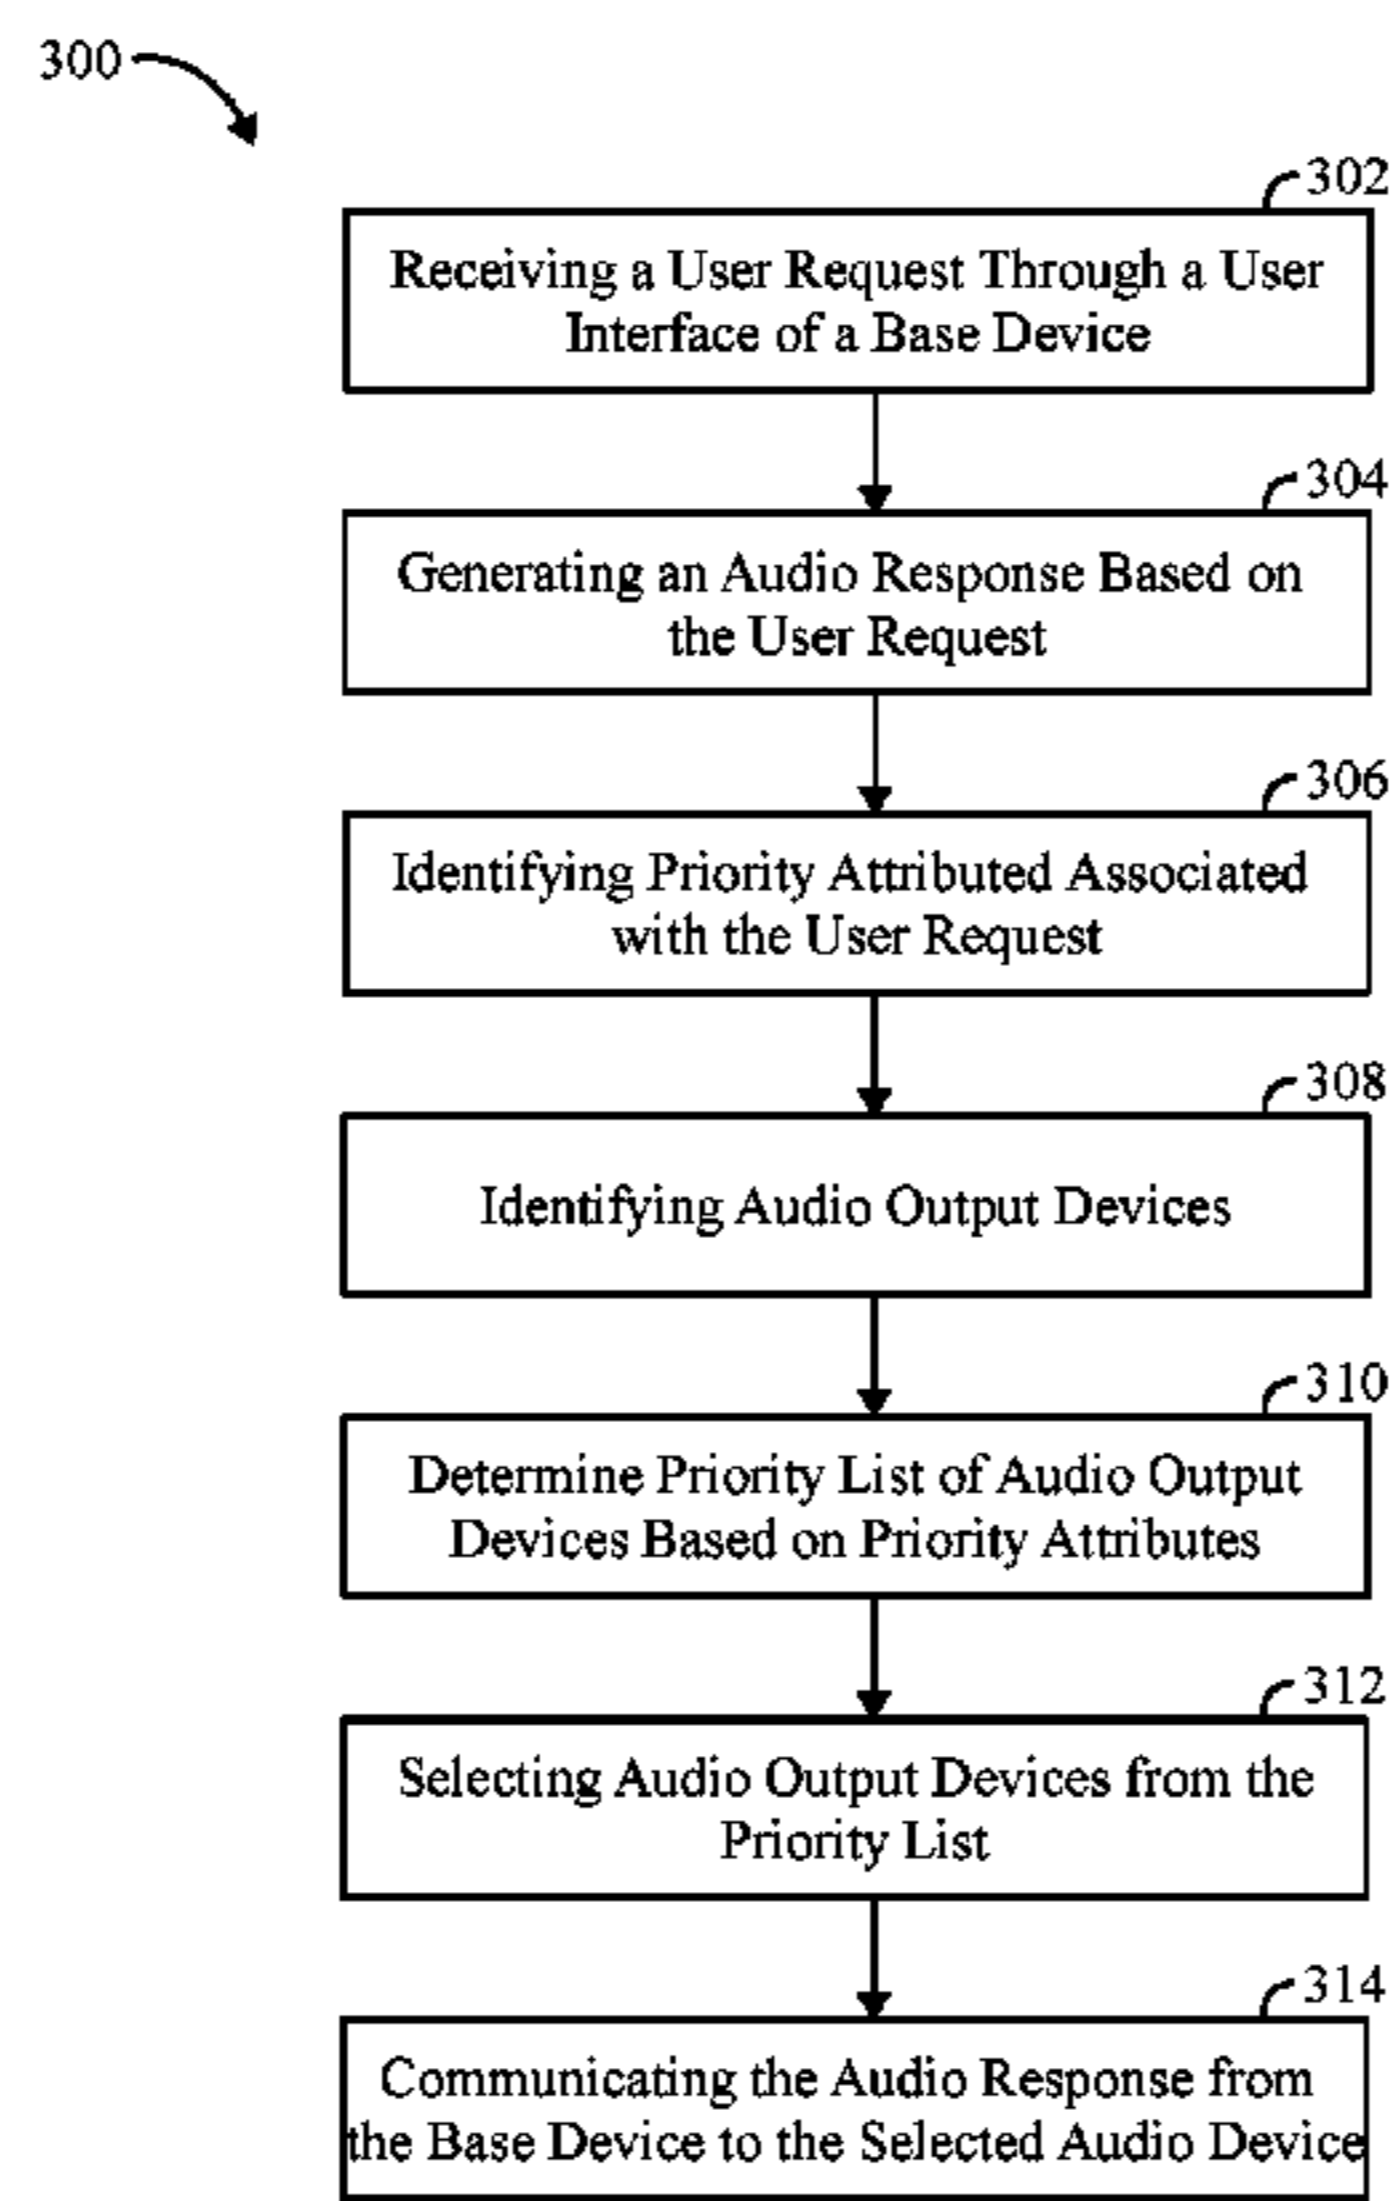 300
302
Receiving a User Request Through a User
Interface of a Base Device
304
Generating an Audio Response Based on
the User Request
306
Identifying Priority Attributed Associated
with the User Request
308
Identifying Audio Output Devices
310
Determine Priority List of Audio Output
Devices Based on Priority Attributes
312
Selecting Audio Output Devices from the
Priority List
314
Communicating the Audio Response from
the Base Device to the Selected Audio Device